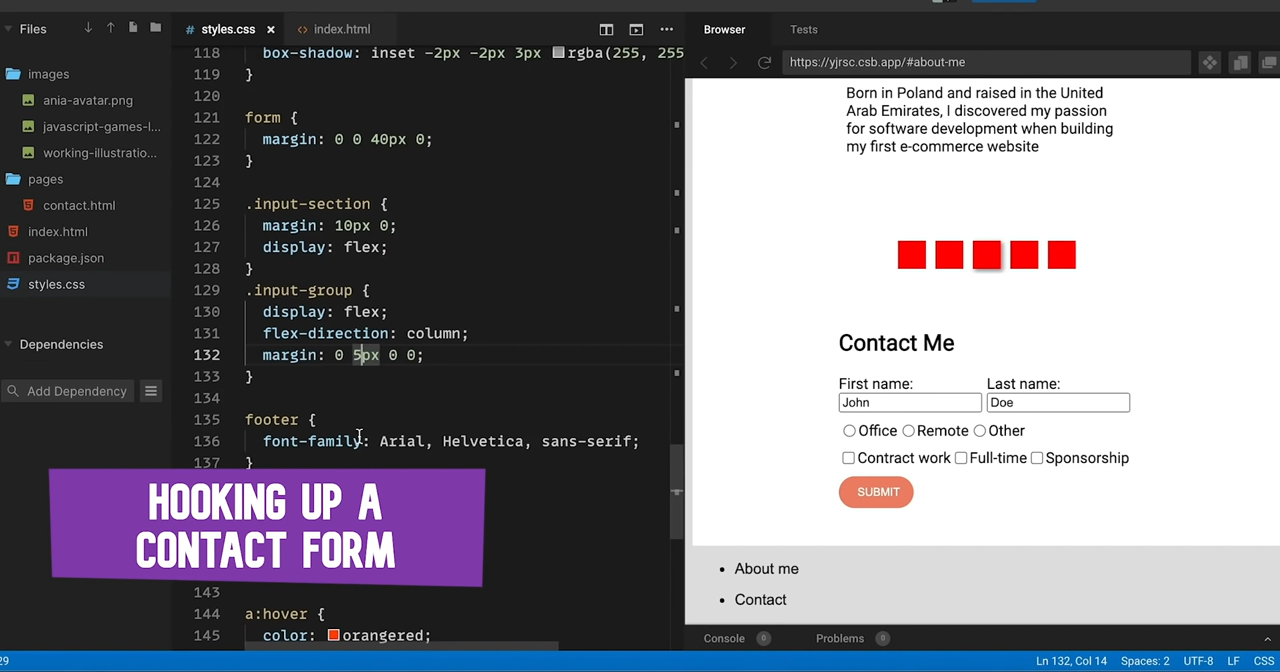 Files
images
ania-avatar.png
javascript-games-l...
working-illustratio...
pages
contact.html
index.html
package.json
styles.css
Dependencies
Add Dependency
# styles.css ×
<> index.html
•••
118 box-shadow: inset -2px -2px 3px rgba(255, 255
119 }
120
121 form {
122 margin: 0 0 40px 0;
123 }
124
125 .input-section {
126 margin: 10px 0;
127 display: flex;
128 }
129 .input-group {
130 display: flex;
131 flex-direction: column;
132 margin: 0 5px 0 0;
133 }
134
135 footer {
136 font-family: Arial, Helvetica, sans-serif;
137 }
143
144 a:hover {
145 color: orangered;
HOOKING UP A
CONTACT FORM
Browser
Tests
https://yjrsc.csb.app/#about-me
Born in Poland and raised in the United
Arab Emirates, I discovered my passion
for software development when building
my first e-commerce website
Contact Me
First name: Last name:
John Doe
Office Remote Other
Contract work Full-time Sponsorship
SUBMIT
• About me
• Contact
Console 0 Problems 0
29 Ln 132, Col 14 Spaces: 2 UTF-8 LF CSS